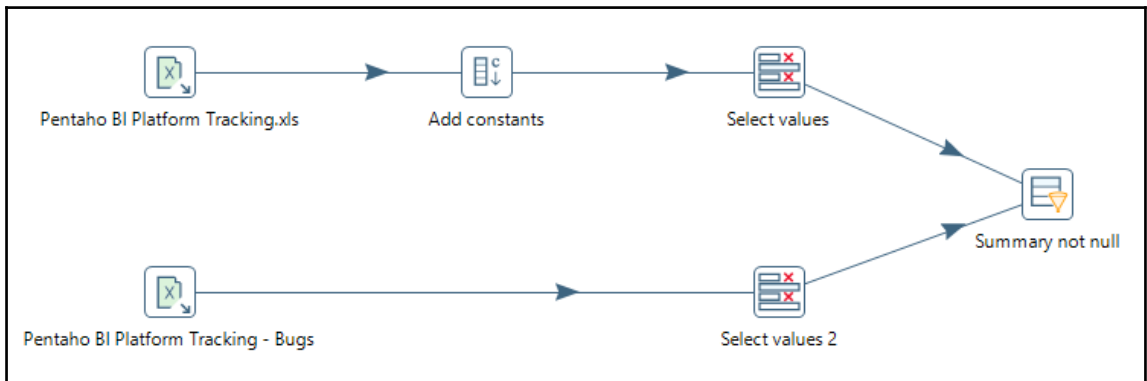 Pentaho BI Platform Tracking.xls
Add constants
Select values
Summary not null
Pentaho BI Platform Tracking - Bugs
Select values 2